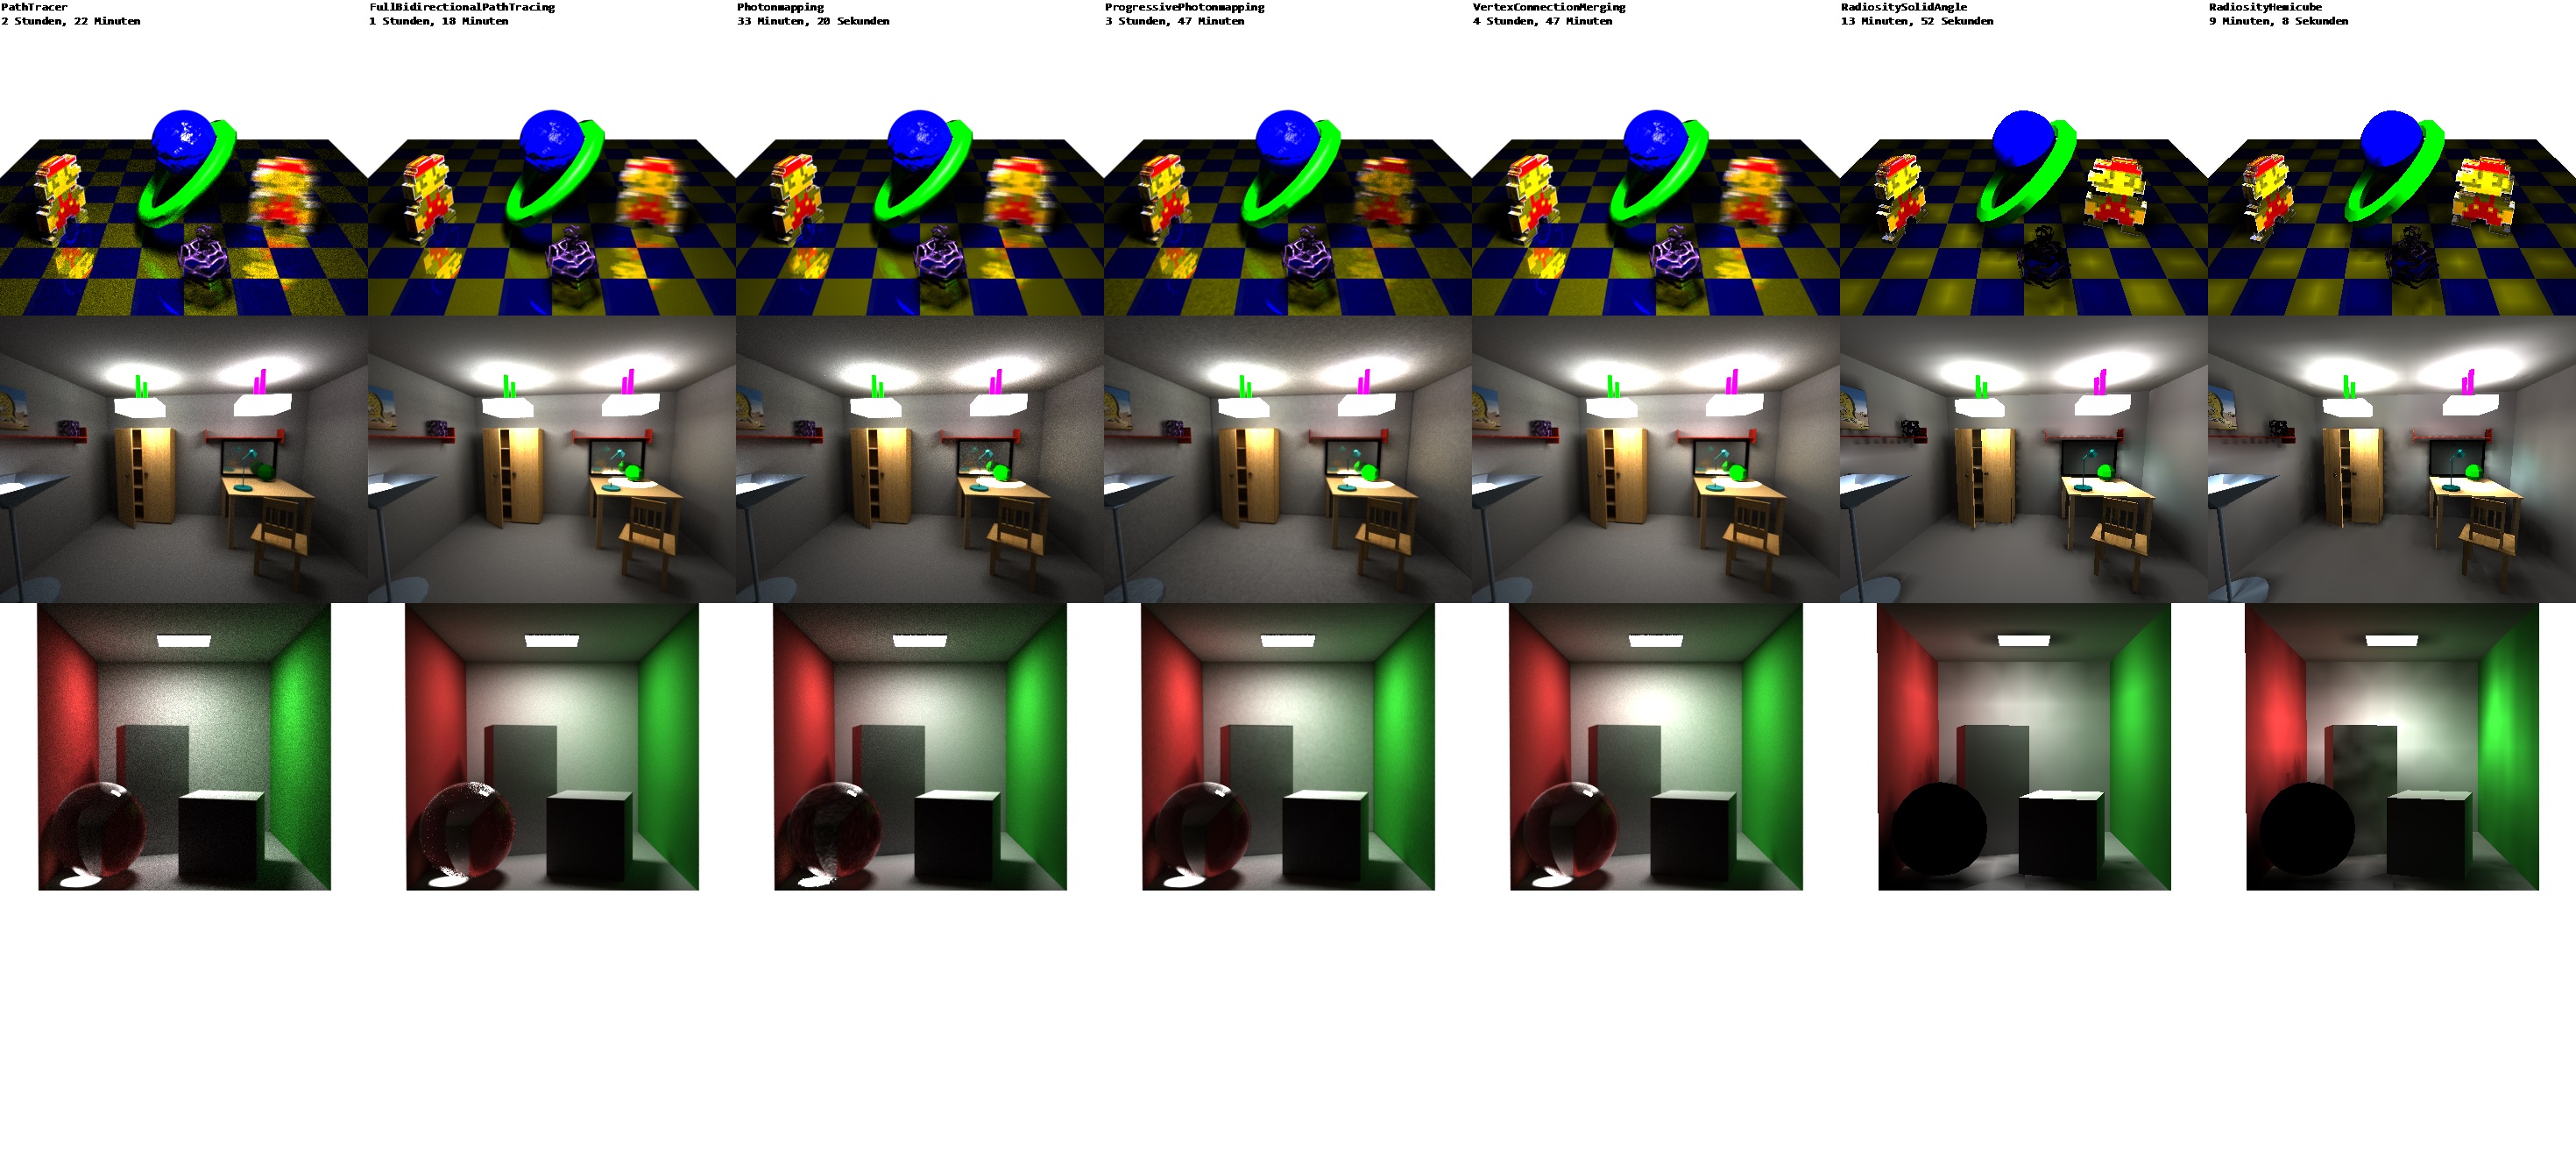 PathTracer
2 Stunden, 22 Minuten
FullBidirectionalPathTracing
1 Stunden, 18 Minuten
Photonmapping
33 Minuten, 20 Sekunden
ProgressivePhotonmapping
3 Stunden, 47 Minuten
VertexConnectionMerging
4 Stunden, 47 Minuten
RadiositySolidAngle
13 Minuten, 52 Sekunden
RadiosityHemicube
9 Minuten, 8 Sekunden